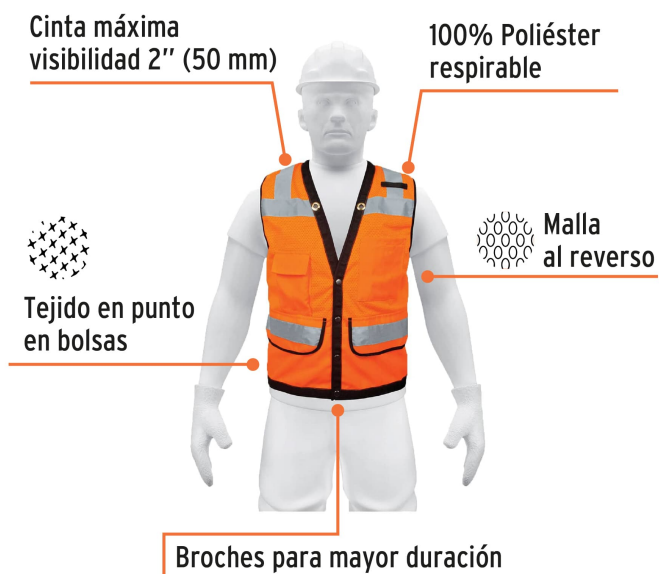 Cinta máxima
visibilidad 2” (50 mm)
100% Poliéster
respirable
Malla
al reverso
Tejido en punto
en bolsas
Broches para mayor duración